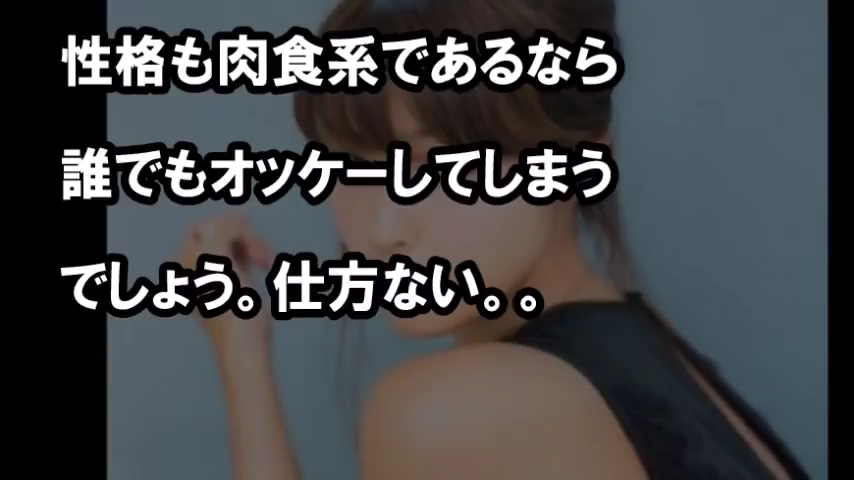 性格も肉食系であるなら
誰でもオッケーしてしまう
でしょう。仕方ない。。